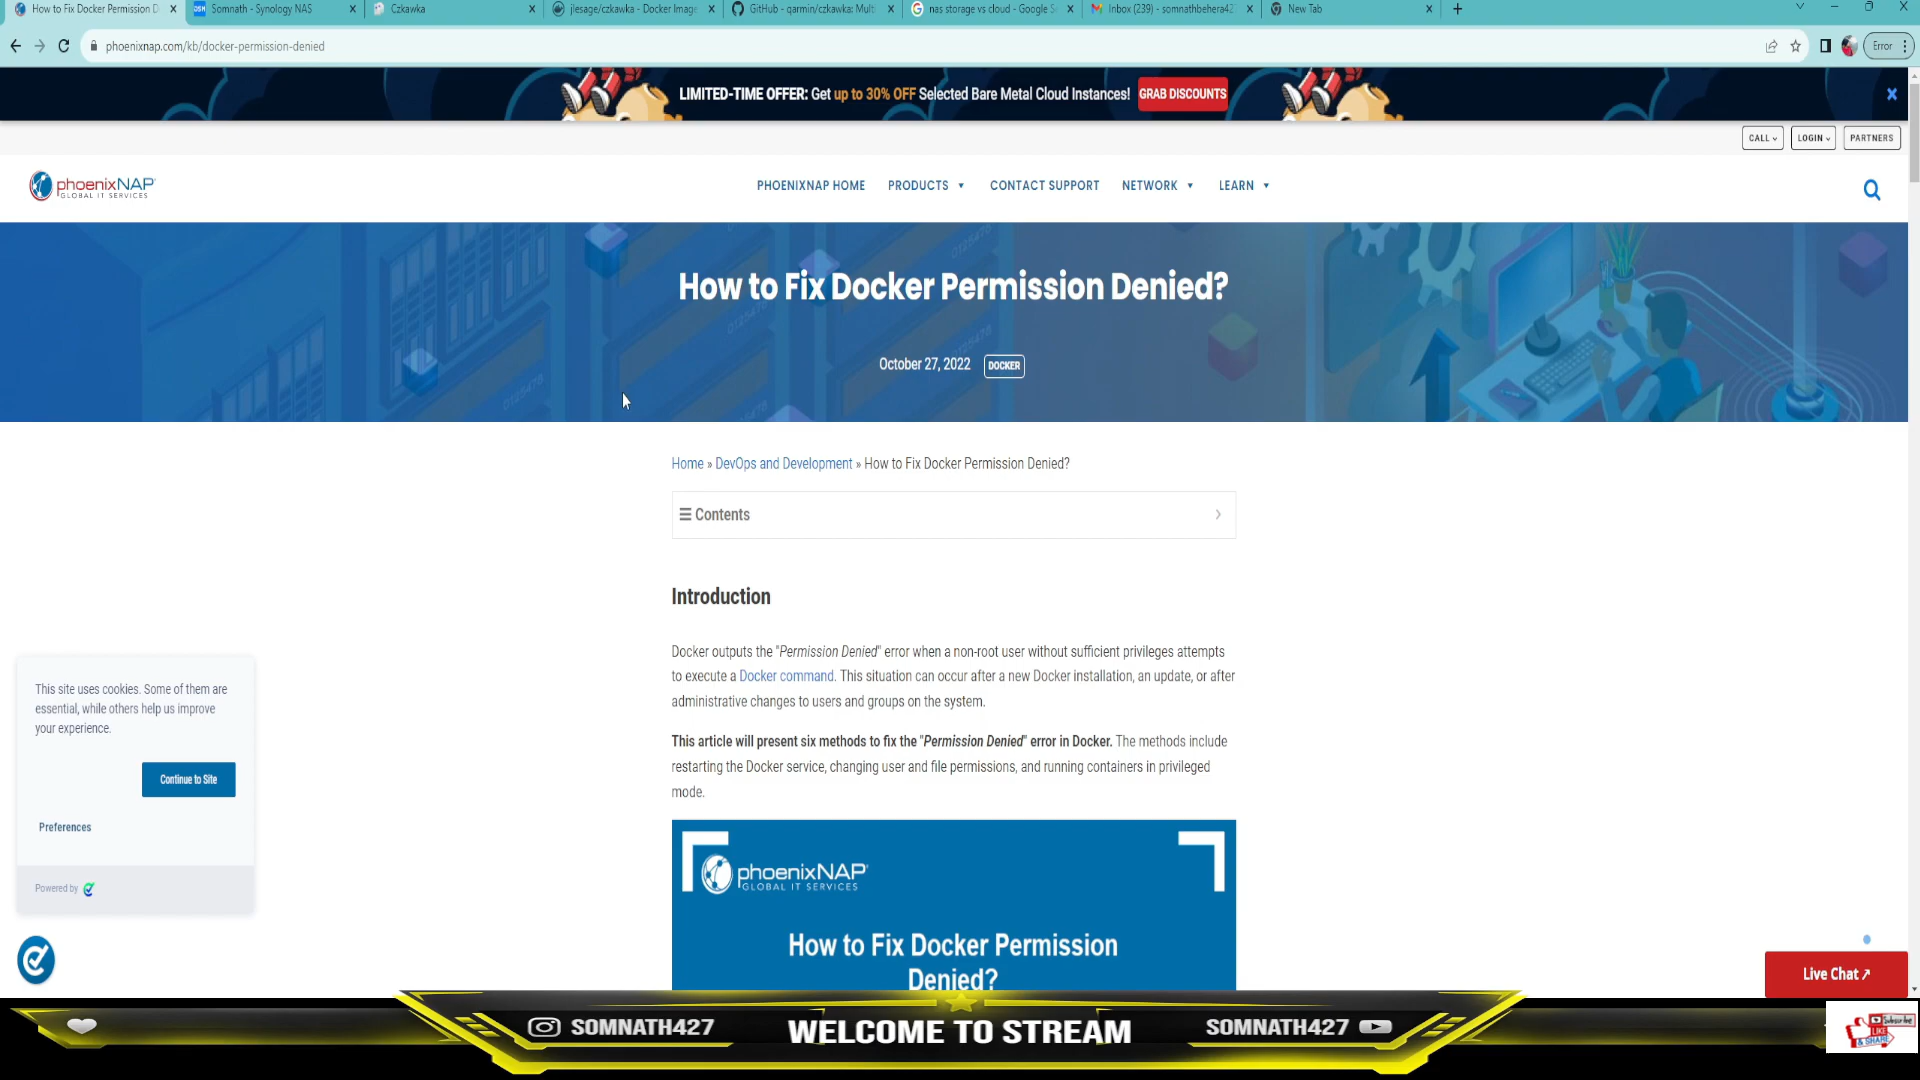 How to Fix Docker Permission D
Somnath - Synology NAS
Czkawka
jlesage/czkawka - Docker Image
GitHub - qarmin/czkawka: Multi
nas storage vs cloud - Google S
Inbox (239) - somnathbehera427
New Tab
phoenixnap.com/kb/docker-permission-denied
Error
LIMITED-TIME OFFER: Get up to 30% OFF Selected Bare Metal Cloud Instances!
GRAB DISCOUNTS
CALL
LOGIN
PARTNERS
phoenixNAP
GLOBAL IT SERVICES
PHOENIXNAP HOME
PRODUCTS
CONTACT SUPPORT
NETWORK
LEARN
How to Fix Docker Permission Denied?
October 27, 2022
DOCKER
Home » DevOps and Development » How to Fix Docker Permission Denied?
Contents
Introduction
Docker outputs the "Permission Denied" error when a non-root user without sufficient privileges attempts
to execute a Docker command. This situation can occur after a new Docker installation, an update, or after
administrative changes to users and groups on the system.
This article will present six methods to fix the "Permission Denied" error in Docker. The methods include
restarting the Docker service, changing user and file permissions, and running containers in privileged
mode.
phoenixNAP
GLOBAL IT SERVICES
How to Fix Docker Permission
Denied?
This site uses cookies. Some of them are
essential, while others help us improve
your experience.
Continue to Site
Preferences
Powered by
Live Chat
SOMNATH427
WELCOME TO STREAM
SOMNATH427
Subscribe
LIKE
& SHARE